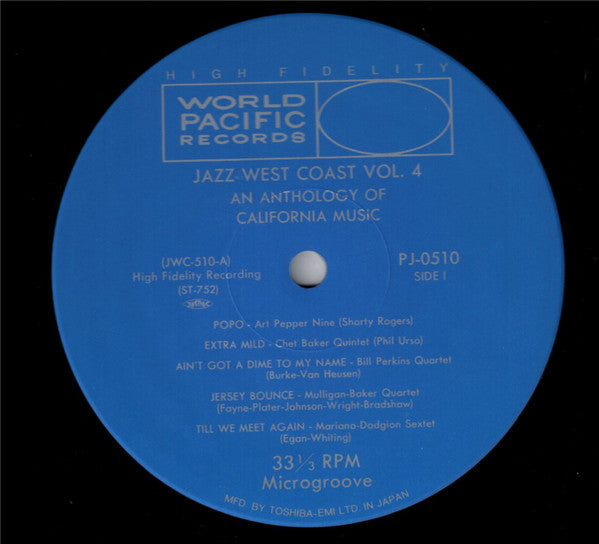 HIGH FIDELITY
WORLD
PACIFIC
RECORDS
JAZZ WEST COAST VOL. 4
AN ANTHOLOGY OF
CALIFORNIA MUSIC
(JWC-510-A)
High Fidelity Recording
(ST-752)
PJ-0510
SIDE I
POPO - Art Pepper Nine (Shorty Rogers)
EXTRA MILD - Chet Baker Quintet (Phil Urso)
AIN'T GOT A DIME TO MY NAME - Bill Perkins Quartet
(Burke-Van Heusen)
JERSEY BOUNCE - Mulligan-Baker Quartet
(Fayne-Plater-Johnson-Wright-Bradshaw)
TILL WE MEET AGAIN - Mariano-Dodgion Sextet
(Egan-Whiting)
33 1/3 RPM
Microgroove
MFD. BY TOSHIBA-EMI LTD. IN JAPAN